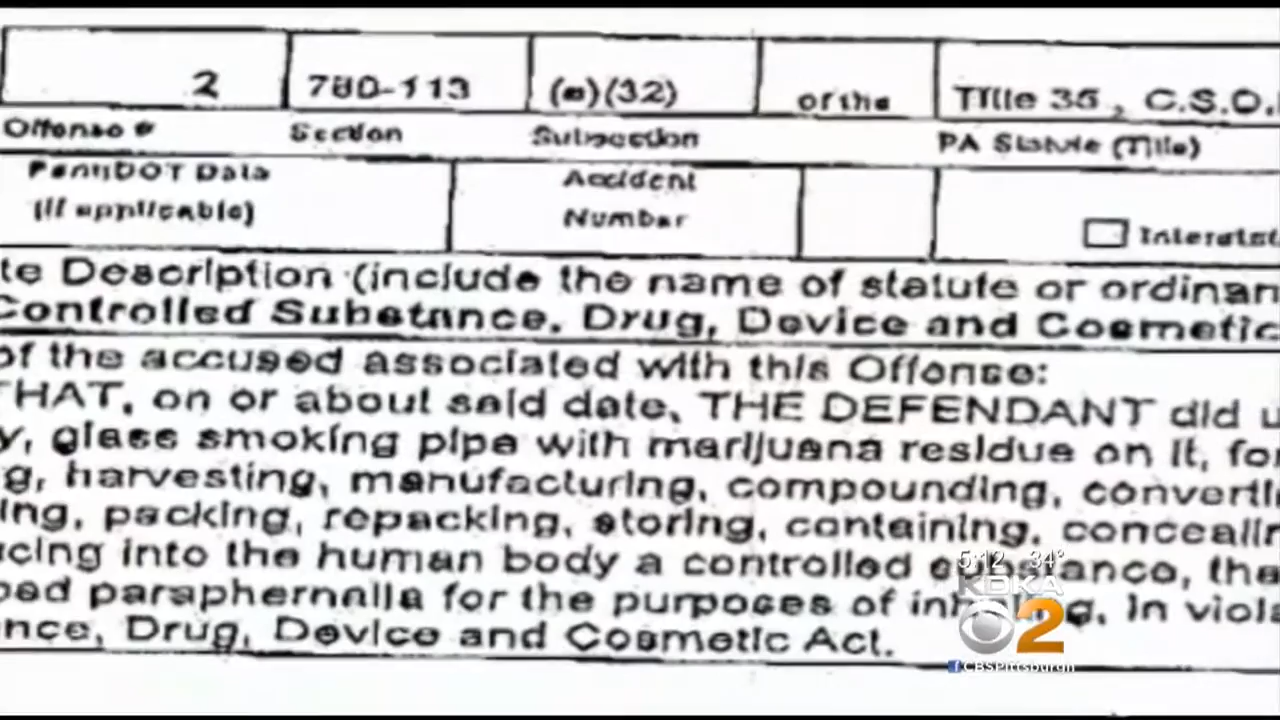 2 780-113 (a)(32) of the Title 35, C.S.D.
Offense # Section Subsection PA Statute (Title)
PennDOT Data Accident
(if applicable) Number Interstat
te Description (include the name of statute or ordinan
Controlled Substance, Drug, Device and Cosmetic
of the accused associated with this Offense:
THAT, on or about said date, THE DEFENDANT did u
y, glass smoking pipe with marijuana residue on it, for
g, harvesting, manufacturing, compounding, converti
ing, packing, repacking, storing, containing, concealin
cing into the human body a controlled substance, tha
bed paraphernalia for the purposes of inhaling, in viola
nce, Drug, Device and Cosmetic Act.
5:12 34°
KDKA
2
CBSPittsburgh